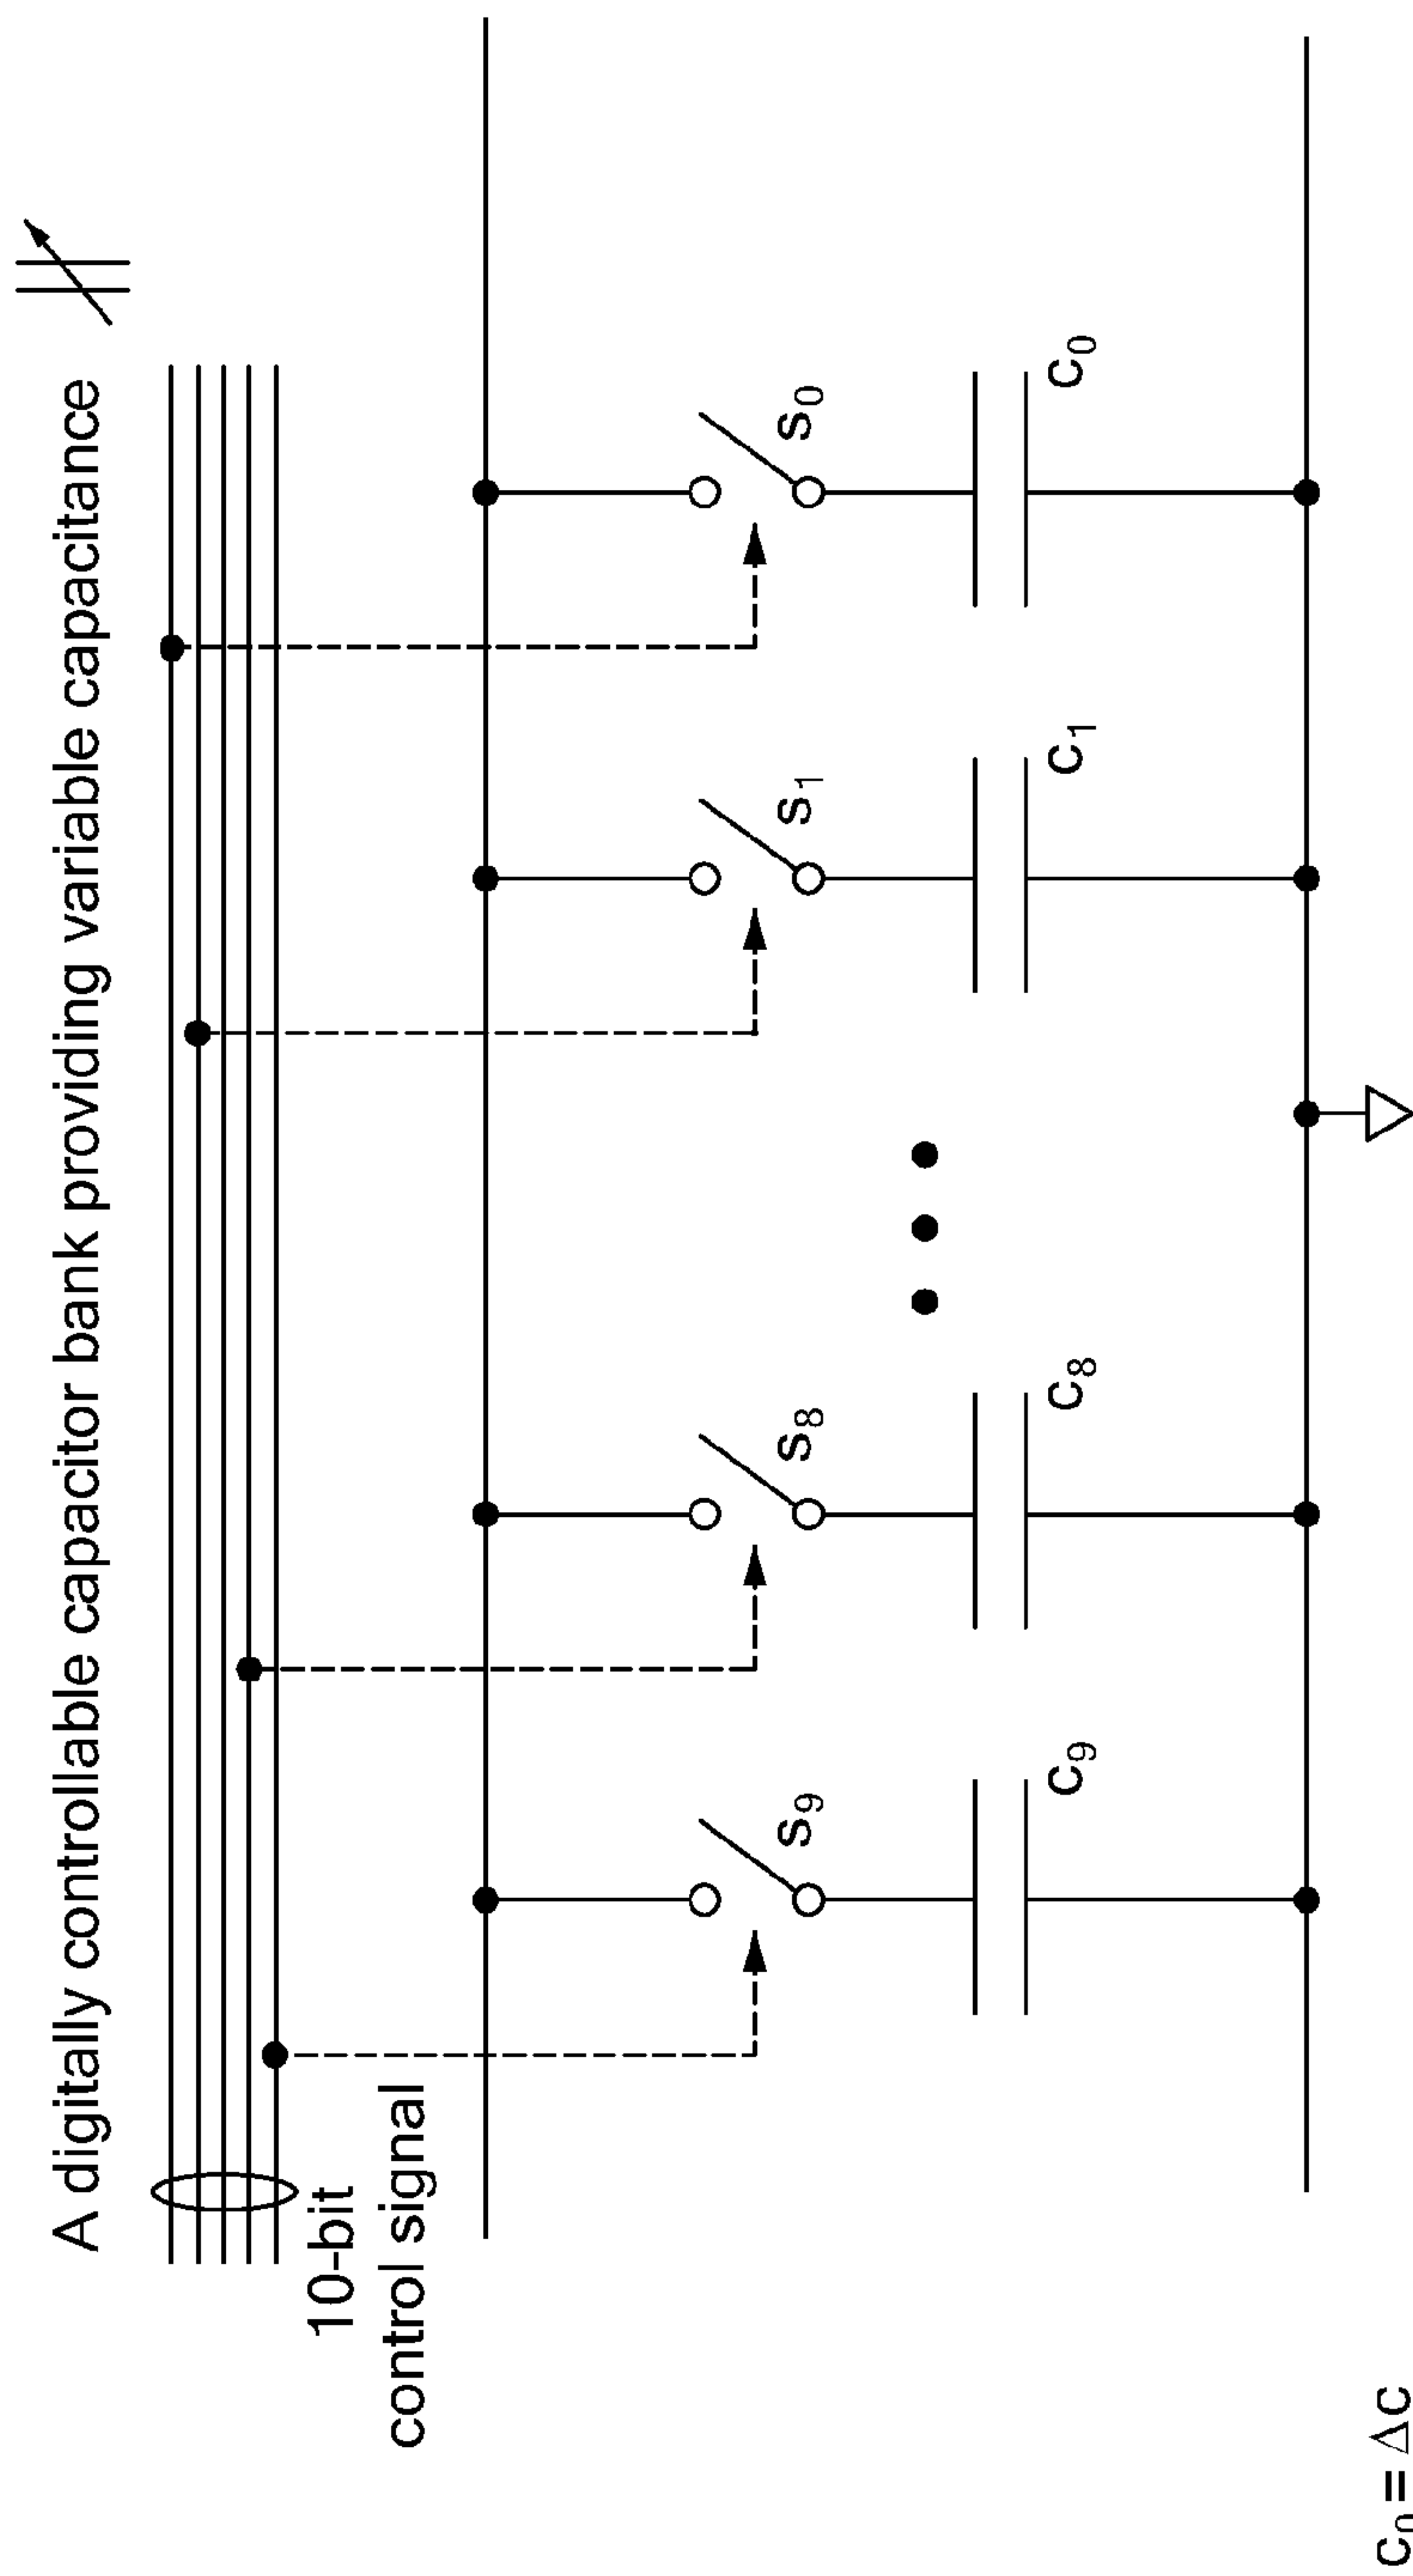 A digitally controllable capacitor bank providing variable capacitance
10-bit
control signal
s9
s8
s1
s0
c9
c8
c1
c0
c0 = Δc